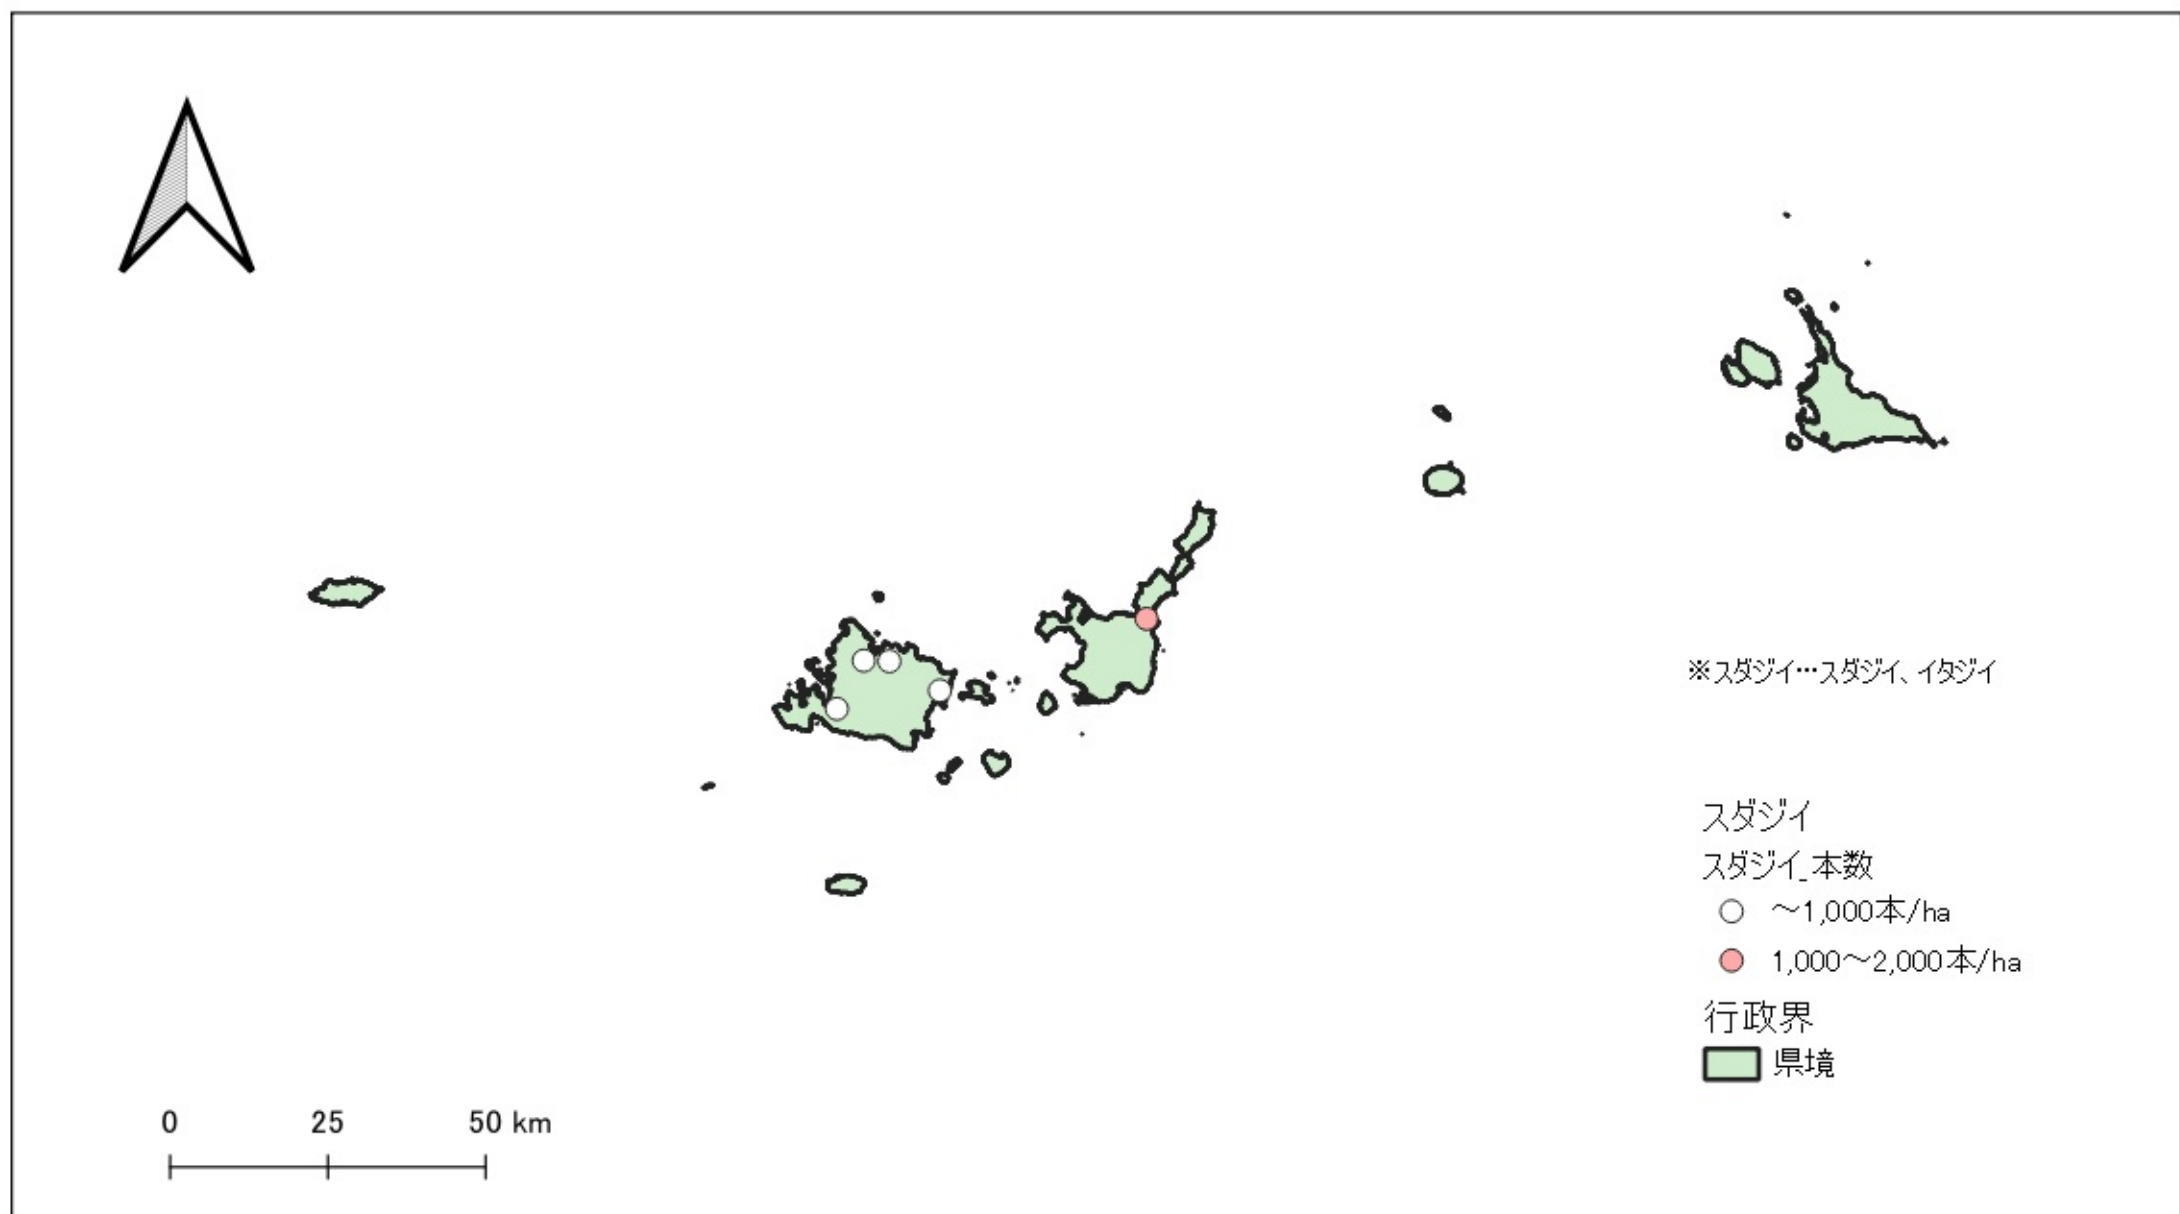 ※スダジイ…スダジイ、イタジイ
スダジイ
スダジイ_本数
～1,000本/ha
1,000～2,000本/ha
行政界
県境
0 25 50 km